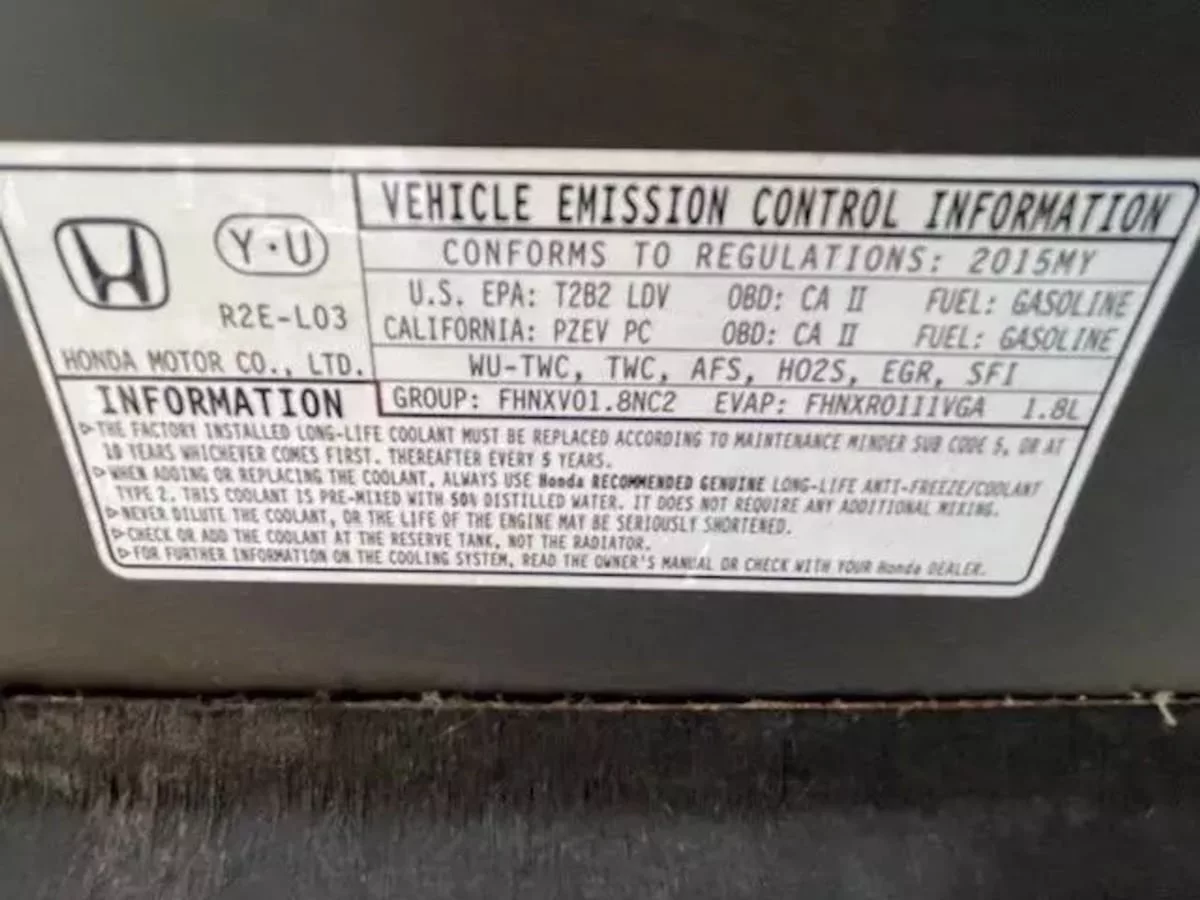 Y·U
R2E-L03
HONDA MOTOR CO., LTD.
VEHICLE EMISSION CONTROL INFORMATION
CONFORMS TO REGULATIONS: 2015MY
U.S. EPA: T2B2 LDV OBD: CA II FUEL: GASOLINE
CALIFORNIA: PZEV PC OBD: CA II FUEL: GASOLINE
WU-TWC, TWC, AFS, HO2S, EGR, SFI
GROUP: FHNXV01.8NC2 EVAP: FHNXR0111VGA 1.8L
INFORMATION
▷THE FACTORY INSTALLED LONG-LIFE COOLANT MUST BE REPLACED ACCORDING TO MAINTENANCE MINDER SUB CODE 5, OR AT
10 YEARS WHICHEVER COMES FIRST. THEREAFTER EVERY 5 YEARS.
▷WHEN ADDING OR REPLACING THE COOLANT, ALWAYS USE Honda RECOMMENDED GENUINE LONG-LIFE ANTI-FREEZE/COOLANT
TYPE 2. THIS COOLANT IS PRE-MIXED WITH 50% DISTILLED WATER. IT DOES NOT REQUIRE ANY ADDITIONAL MIXING.
▷NEVER DILUTE THE COOLANT, OR THE LIFE OF THE ENGINE MAY BE SERIOUSLY SHORTENED.
▷CHECK OR ADD THE COOLANT AT THE RESERVE TANK, NOT THE RADIATOR.
▷FOR FURTHER INFORMATION ON THE COOLING SYSTEM, READ THE OWNER'S MANUAL OR CHECK WITH YOUR Honda DEALER.